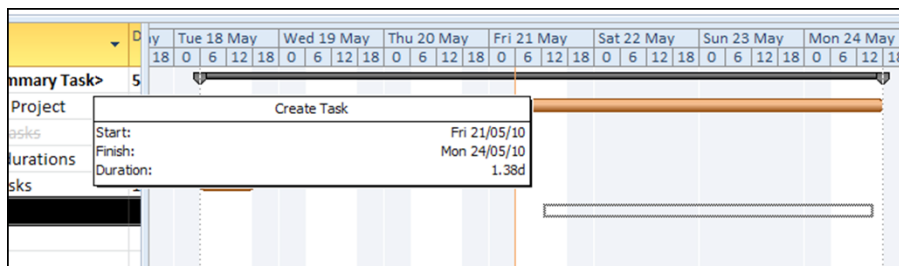 D ay Tue 18 May Wed 19 May Thu 20 May Fri 21 May Sat 22 May Sun 23 May Mon 24 May
18 0 6 12 18 0 6 12 18 0 6 12 18 0 6 12 18 0 6 12 18 0 6 12 18 0 6 12 18
mmary Task> 5
Project
Create Task
asks
Start: Fri 21/05/10
durations
Finish: Mon 24/05/10
Duration: 1.38d
sks